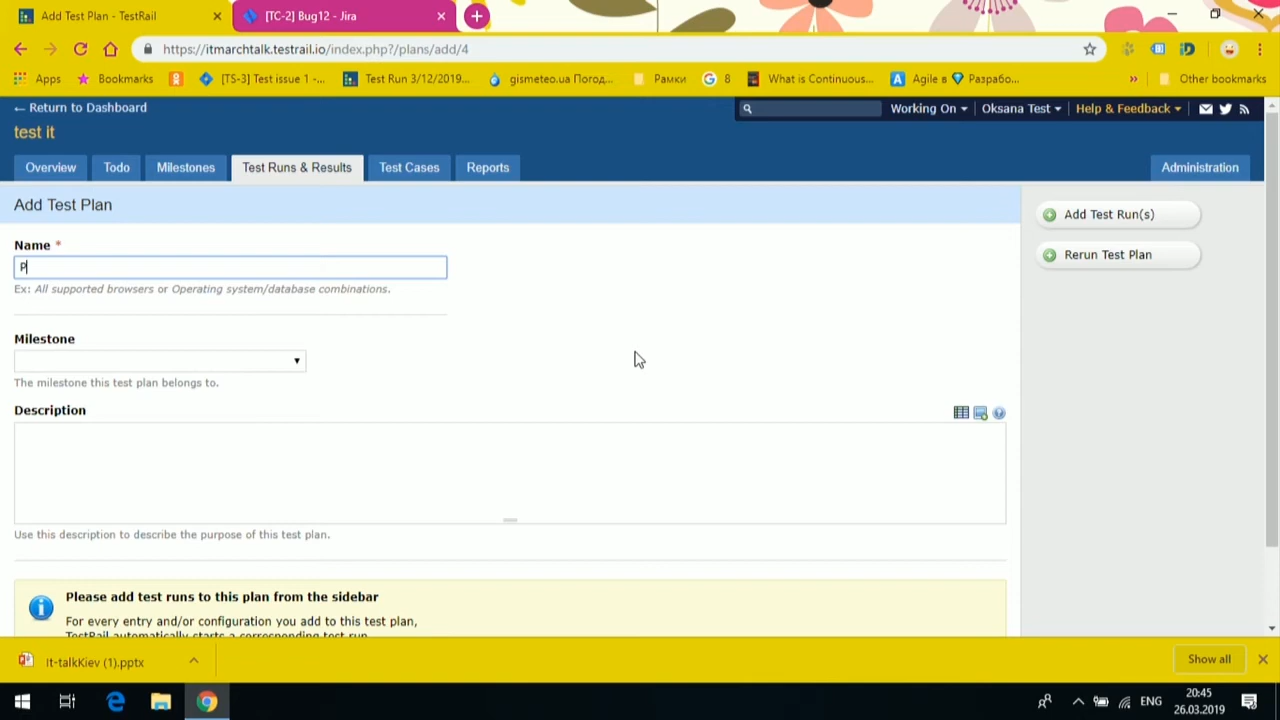 Add Test Plan - TestRail
[TC-2] Bug12 - Jira
https://itmarchtalk.testrail.io/index.php?/plans/add/4
Apps
Bookmarks
[TS-3] Test issue 1 -...
Test Run 3/12/2019...
gismeteo.ua Погод...
Рамки
8
What is Continuous...
Agile в
Разрабо...
»
Other bookmarks
← Return to Dashboard
Working On
Oksana Test
Help & Feedback
test it
Overview
Todo
Milestones
Test Runs & Results
Test Cases
Reports
Administration
Add Test Plan
Add Test Run(s)
Rerun Test Plan
Name *
P
Ex: All supported browsers or Operating system/database combinations.
Milestone
The milestone this test plan belongs to.
Description
Use this description to describe the purpose of this test plan.
Please add test runs to this plan from the sidebar
For every entry and/or configuration you add to this test plan,
TestRail automatically starts a corresponding test run.
It-talkKiev (1).pptx
Show all
ENG
20:45
26.03.2019